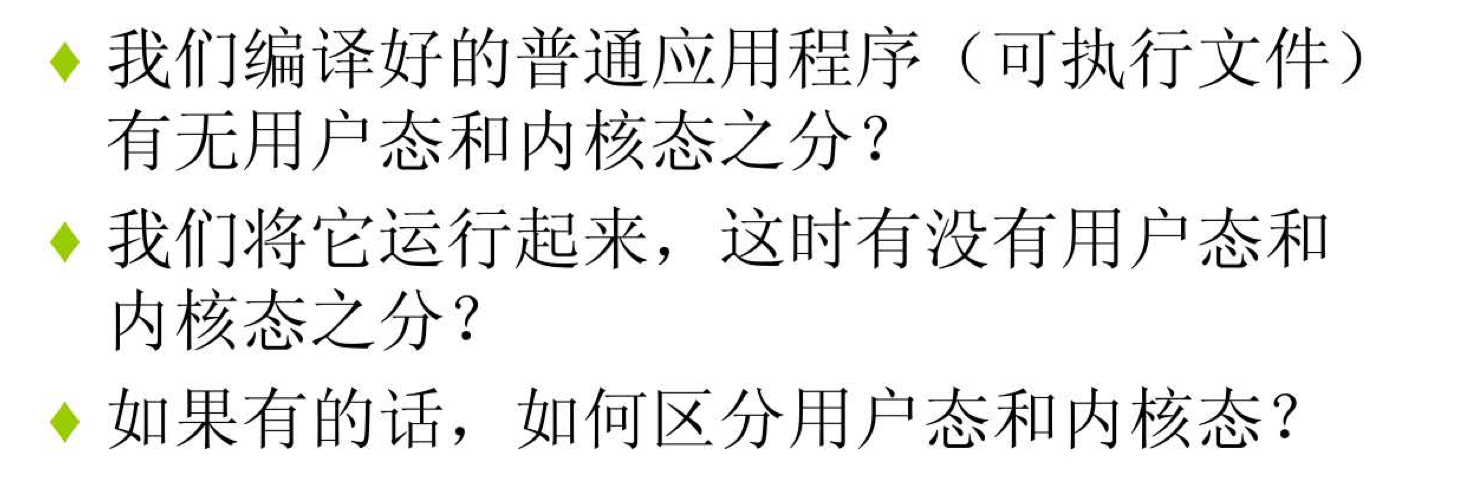 我们编译好的普通应用程序（可执行文件）
有无用户态和内核态之分？
我们将它运行起来，这时有没有用户态和
内核态之分？
如果有的话，如何区分用户态和内核态？